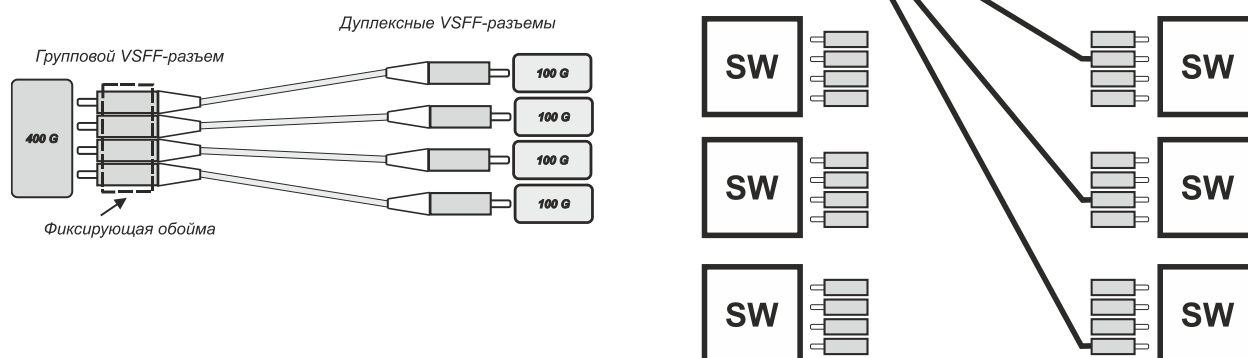 Дуплексные VSFF-разъемы
Групповой VSFF-разъем
400 G
100 G
100 G
100 G
100 G
Фиксирующая обойма
SW
SW
SW
SW
SW
SW